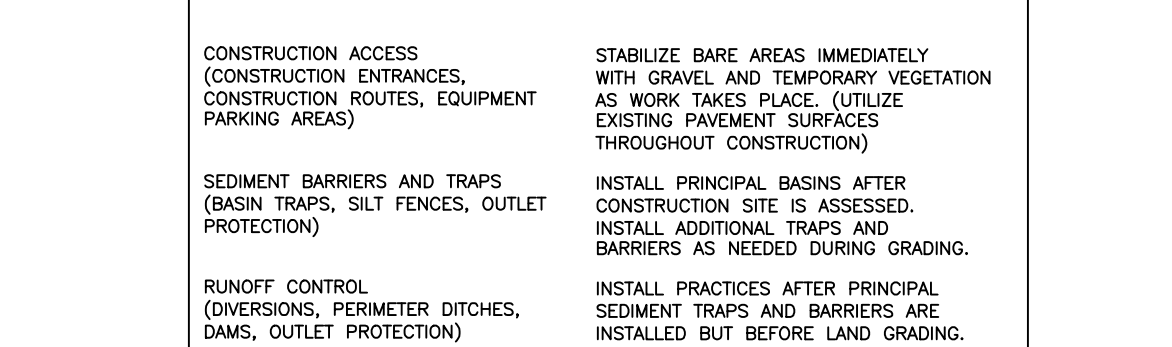 CONSTRUCTION ACCESS
(CONSTRUCTION ENTRANCES,
CONSTRUCTION ROUTES, EQUIPMENT
PARKING AREAS)
STABILIZE BARE AREAS IMMEDIATELY
WITH GRAVEL AND TEMPORARY VEGETATION
AS WORK TAKES PLACE. (UTILIZE
EXISTING PAVEMENT SURFACES
THROUGHOUT CONSTRUCTION)
SEDIMENT BARRIERS AND TRAPS
(BASIN TRAPS, SILT FENCES, OUTLET
PROTECTION)
INSTALL PRINCIPAL BASINS AFTER
CONSTRUCTION SITE IS ASSESSED.
INSTALL ADDITIONAL TRAPS AND
BARRIERS AS NEEDED DURING GRADING.
RUNOFF CONTROL
(DIVERSIONS, PERIMETER DITCHES,
DAMS, OUTLET PROTECTION)
INSTALL PRACTICES AFTER PRINCIPAL
SEDIMENT TRAPS AND BARRIERS ARE
INSTALLED BUT BEFORE LAND GRADING.